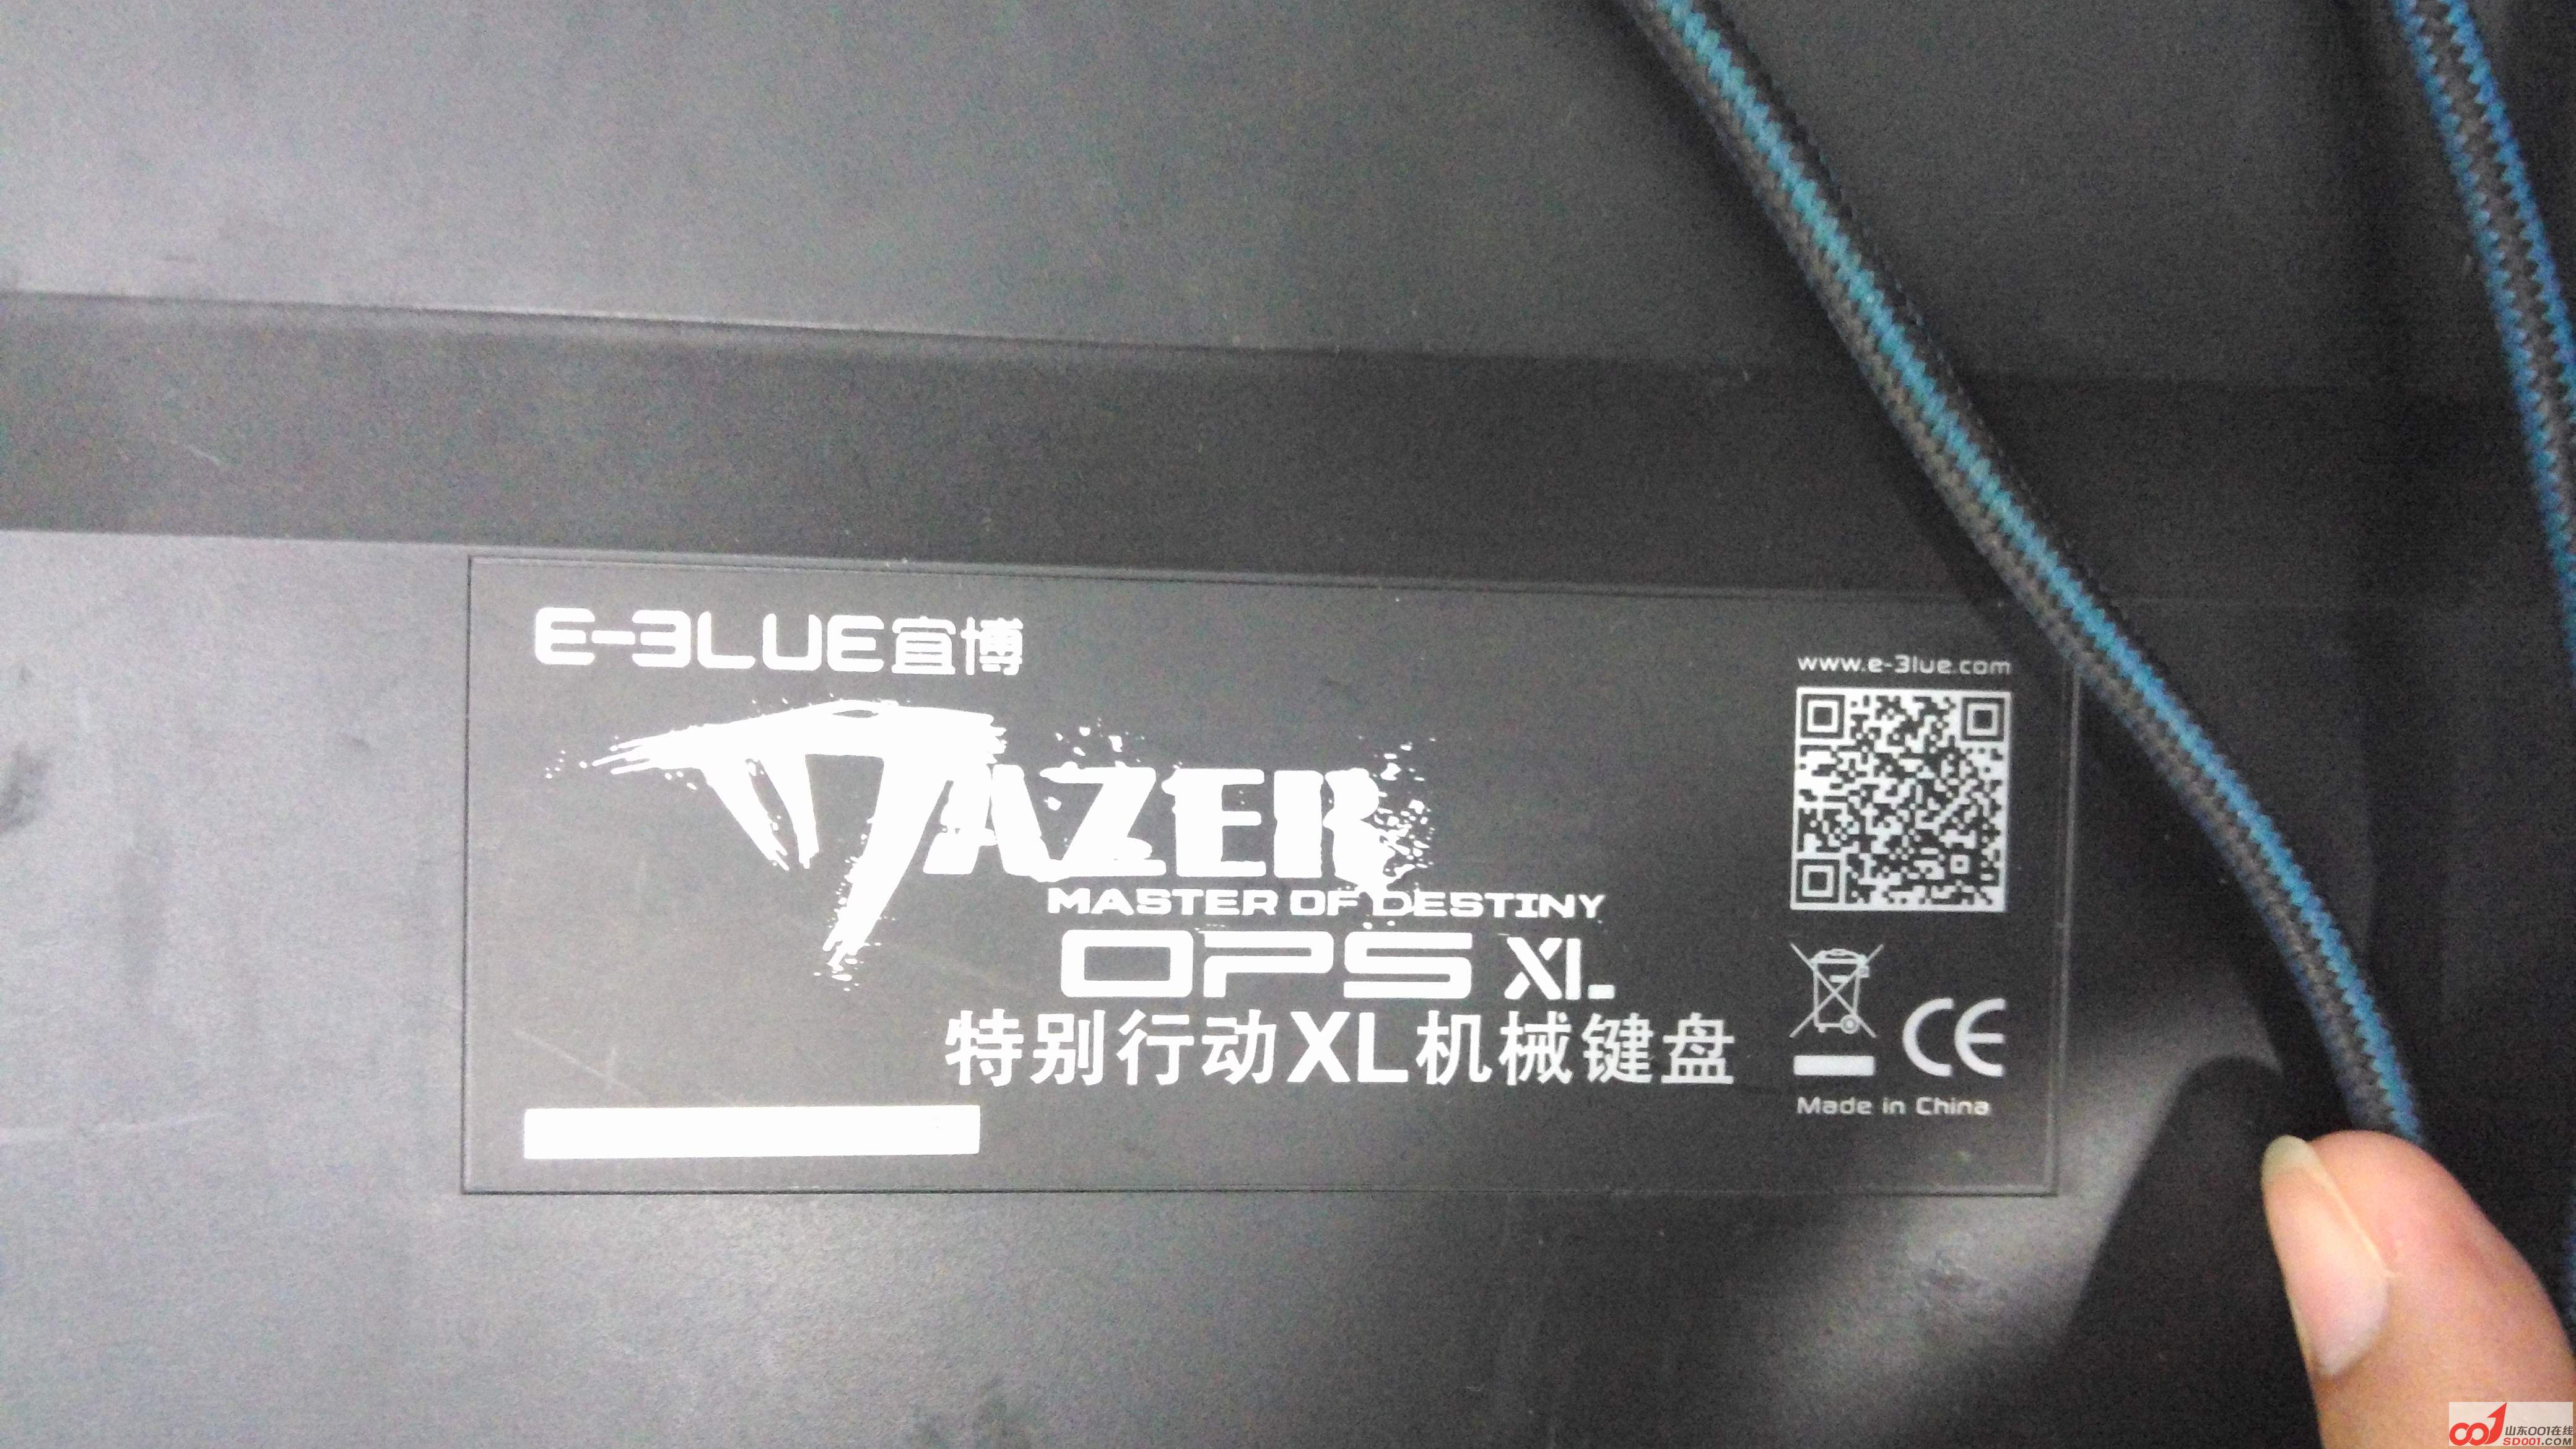 E-3LUE宜博
MAZER
MASTER OF DESTINY
OPS XL
特别行动XL机械键盘
www.e-3lue.com
CE
Made in China
001 山东001在线
SD001.COM